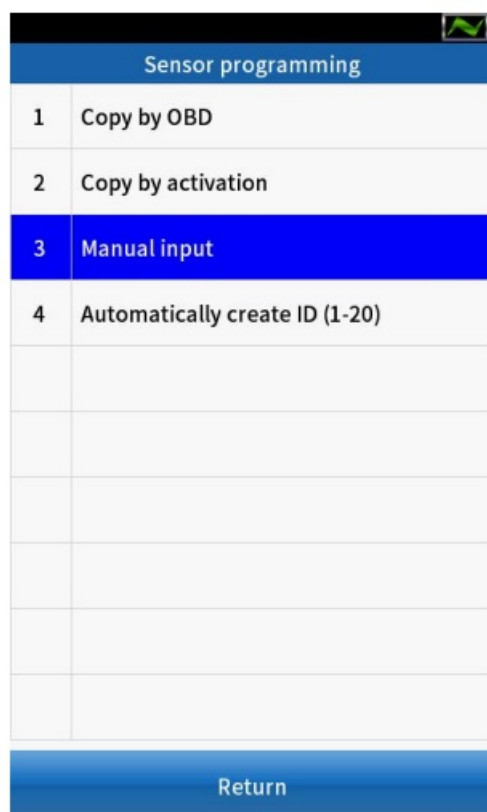 Sensor programming
1 Copy by OBD
2 Copy by activation
3 Manual input
4 Automatically create ID (1-20)
Return